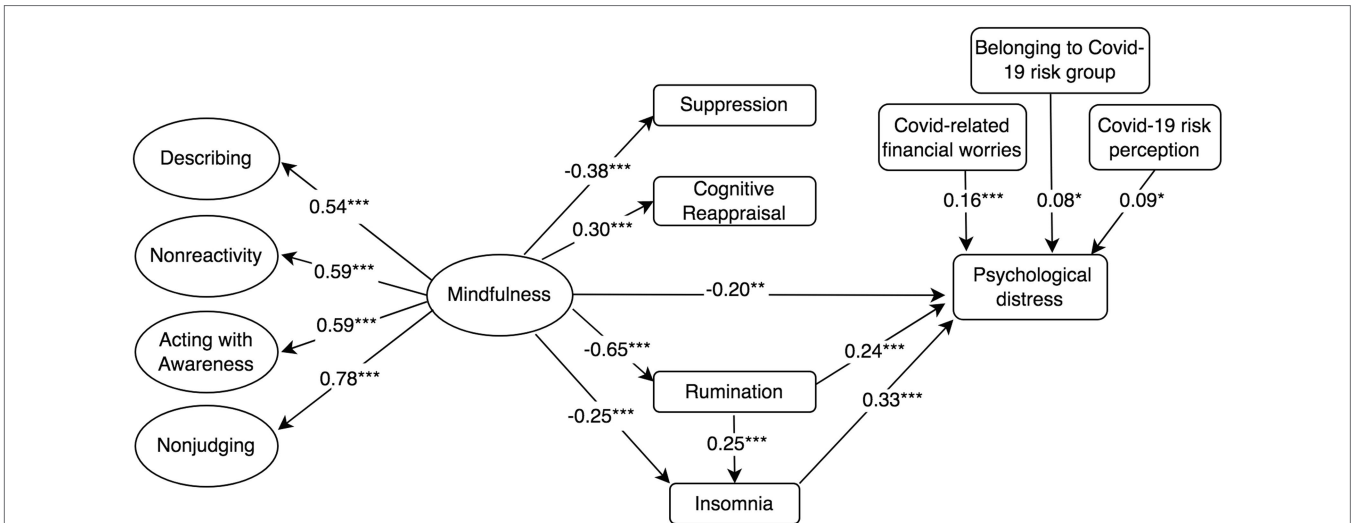 Belonging to Covid-
19 risk group
Suppression
Covid-related
financial worries
Covid-19 risk
perception
Describing
-0.38***
Cognitive
Reappraisal
0.54***
0.16***
0.08*
0.09*
0.30***
Nonreactivity
0.59***
Mindfulness
-0.20**
Psychological
distress
0.59***
Acting with
Awareness
-0.65***
0.24***
0.78***
Rumination
0.33***
-0.25***
0.25***
Nonjudging
Insomnia